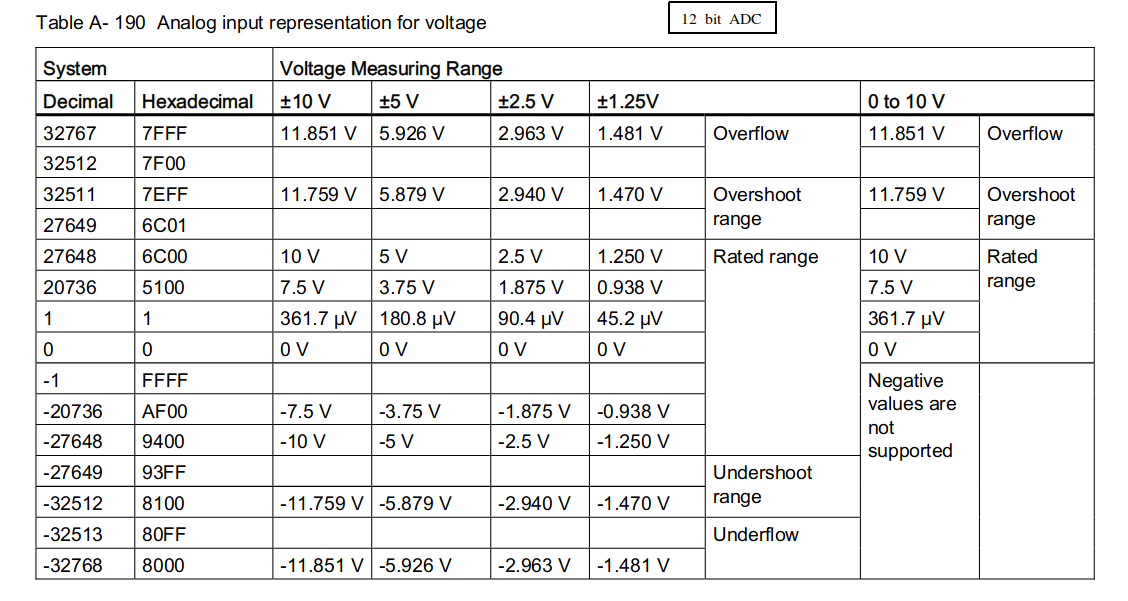 Table A- 190 Analog input representation for voltage
12 bit ADC
System Voltage Measuring Range
Decimal Hexadecimal ±10 V ±5 V ±2.5 V ±1.25V 0 to 10 V
32767 7FFF 11.851 V 5.926 V 2.963 V 1.481 V Overflow 11.851 V Overflow
32512 7F00
32511 7EFF 11.759 V 5.879 V 2.940 V 1.470 V Overshoot 11.759 V Overshoot
27649 6C01 range range
27648 6C00 10 V 5 V 2.5 V 1.250 V Rated range 10 V Rated
20736 5100 7.5 V 3.75 V 1.875 V 0.938 V 7.5 V range
1 1 361.7 µV 180.8 µV 90.4 µV 45.2 µV 361.7 µV
0 0 0 V 0 V 0 V 0 V 0 V
-1 FFFF Negative
-20736 AF00 -7.5 V -3.75 V -1.875 V -0.938 V values are
not
-27648 9400 -10 V -5 V -2.5 V -1.250 V supported
-27649 93FF Undershoot
-32512 8100 -11.759 V -5.879 V -2.940 V -1.470 V range
-32513 80FF Underflow
-32768 8000 -11.851 V -5.926 V -2.963 V -1.481 V